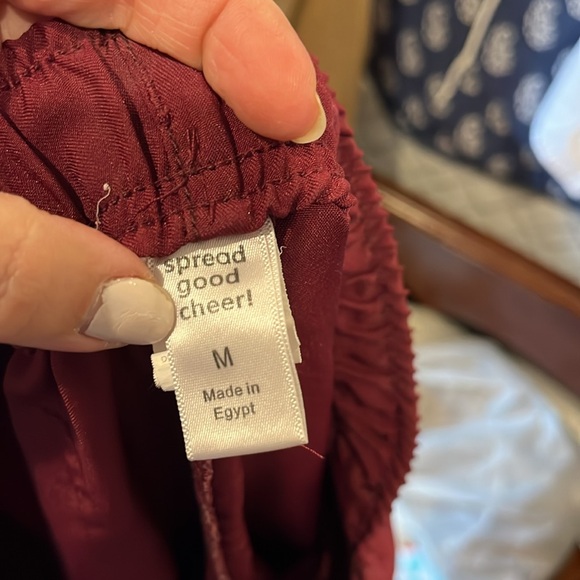 spread
good
cheer!
M
Made in
Egypt